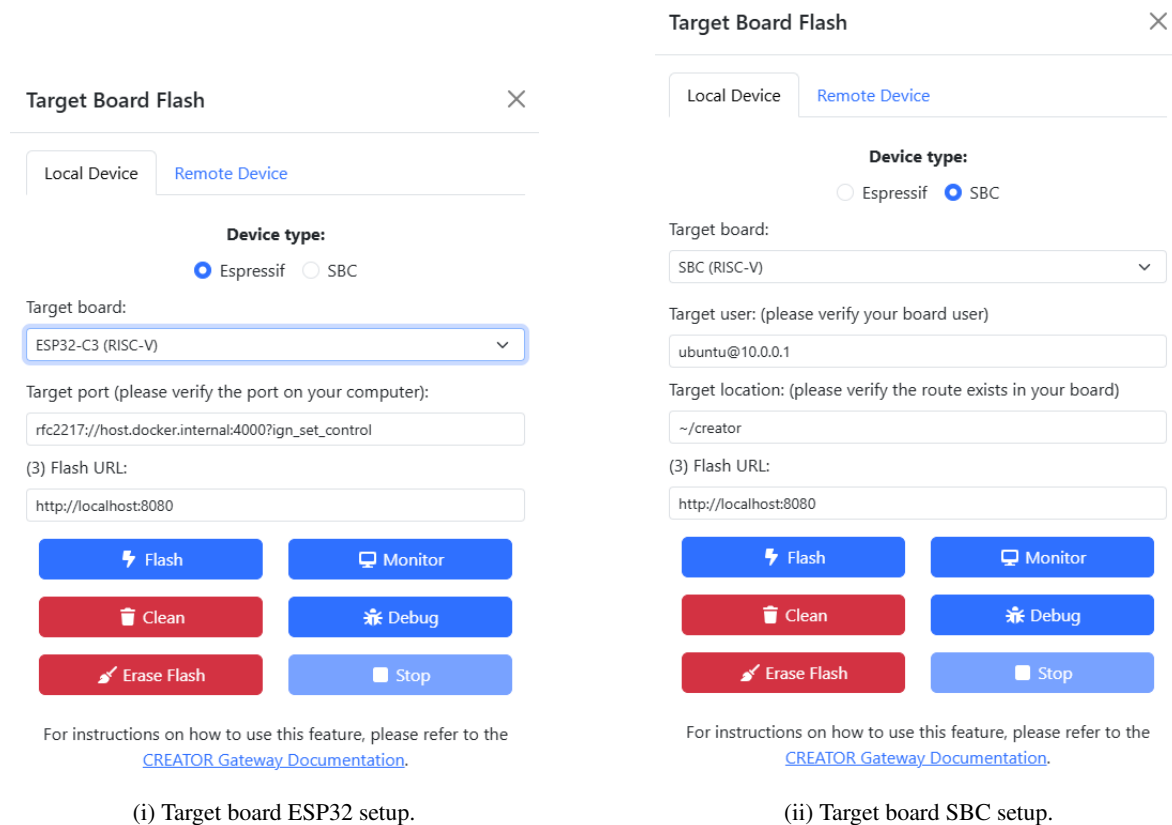 Target Board Flash
Local Device
Remote Device
Device type:
Espressif
SBC
Target board:
ESP32-C3 (RISC-V)
Target port (please verify the port on your computer):
rfc2217://host.docker.internal:4000?ign_set_control
(3) Flash URL:
http://localhost:8080
Flash
Monitor
Clean
Debug
Erase Flash
Stop
For instructions on how to use this feature, please refer to the
CREATOR Gateway Documentation.
(i) Target board ESP32 setup.
Target Board Flash
Local Device
Remote Device
Device type:
Espressif
SBC
Target board:
SBC (RISC-V)
Target user: (please verify your board user)
ubuntu@10.0.0.1
Target location: (please verify the route exists in your board)
~/creator
(3) Flash URL:
http://localhost:8080
Flash
Monitor
Clean
Debug
Erase Flash
Stop
For instructions on how to use this feature, please refer to the
CREATOR Gateway Documentation.
(ii) Target board SBC setup.